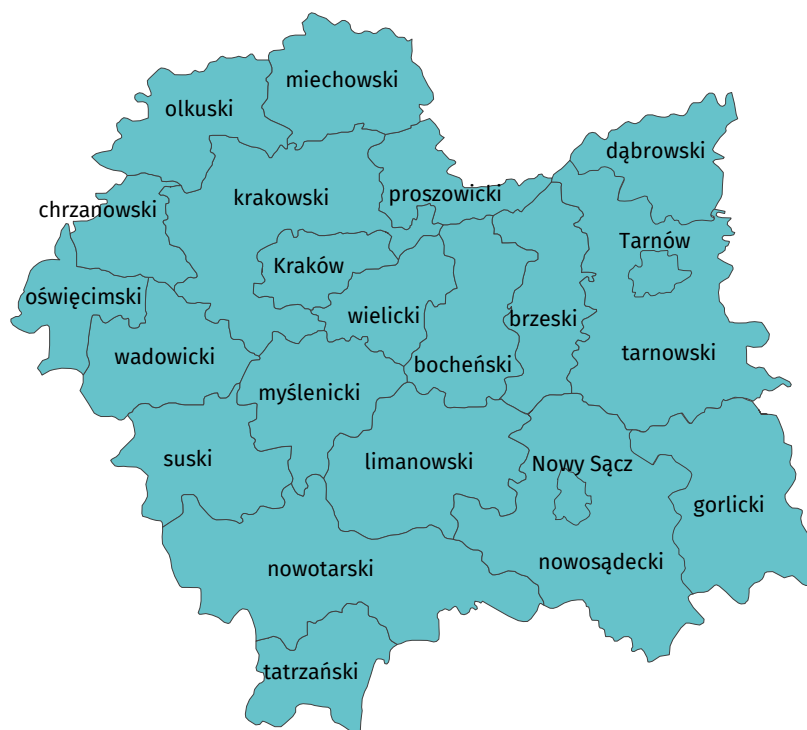 miechowski
olkuski
dąbrowski
proszowicki
krakowski
chrzanowski
Tarnów
Kraków
oświęcimski
wielicki
brzeski
wadowicki
bocheński
tarnowski
myślenicki
suski
limanowski
Nowy Sącz
gorlicki
nowotarski
nowosądecki
tatrzański